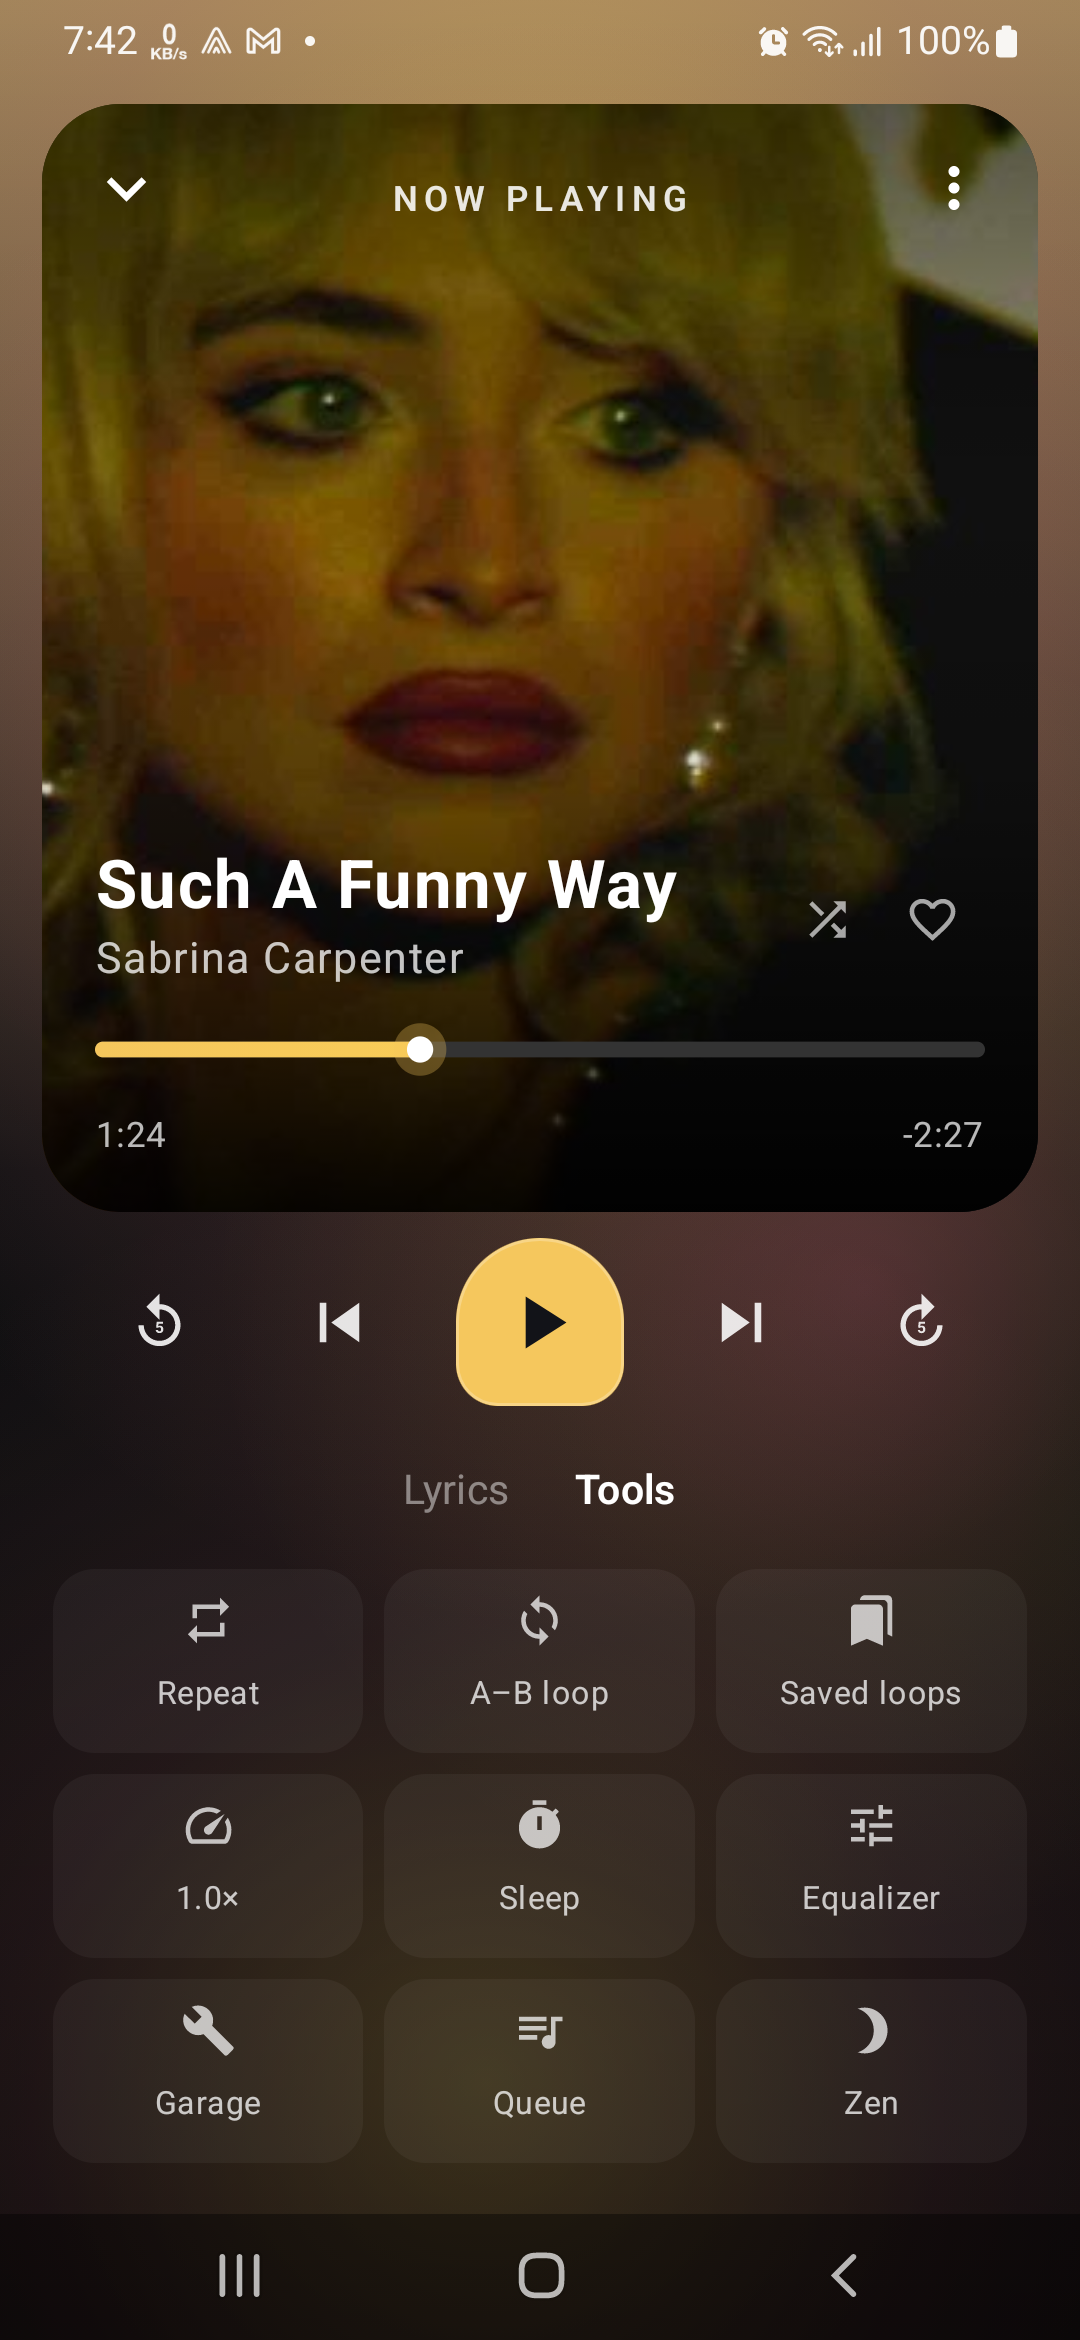 7:42 0 KB/s 100%
NOW PLAYING
Such A Funny Way
Sabrina Carpenter
1:24 -2:27
5 5
Lyrics Tools
Repeat A–B loop Saved loops
1.0× Sleep Equalizer
Garage Queue Zen